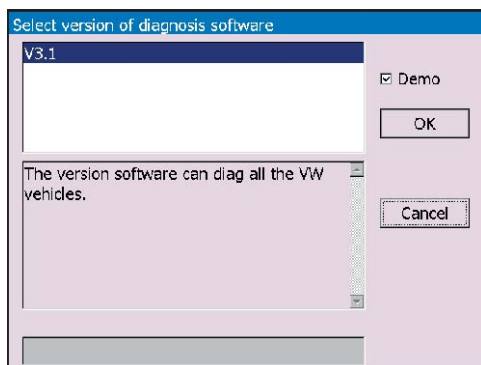 Select version of diagnosis software
V3.1
Demo
OK
The version software can diag all the VW
vehicles.
Cancel